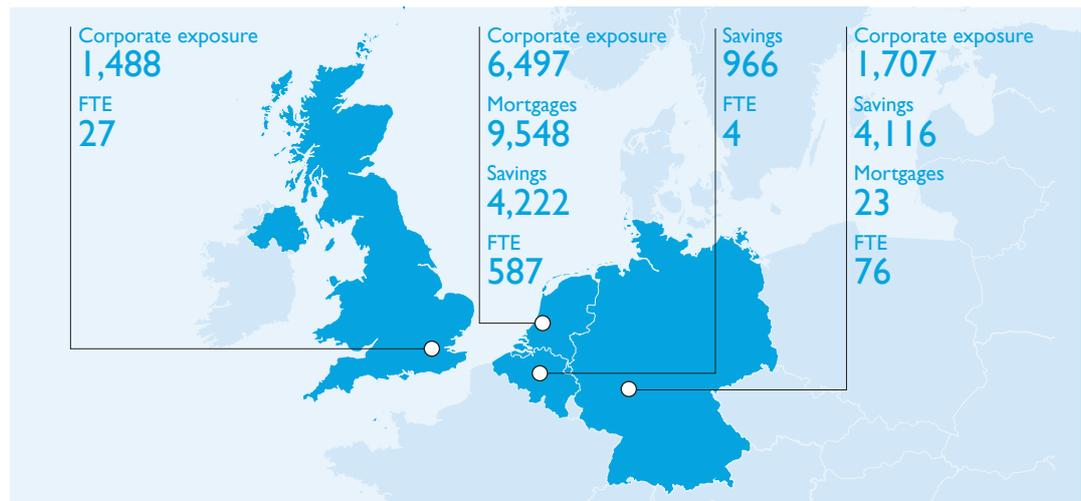 Corporate exposure
1,488
FTE
27
Corporate exposure
6,497
Mortgages
9,548
Savings
4,222
FTE
587
Savings
966
FTE
4
Corporate exposure
1,707
Savings
4,116
Mortgages
23
FTE
76